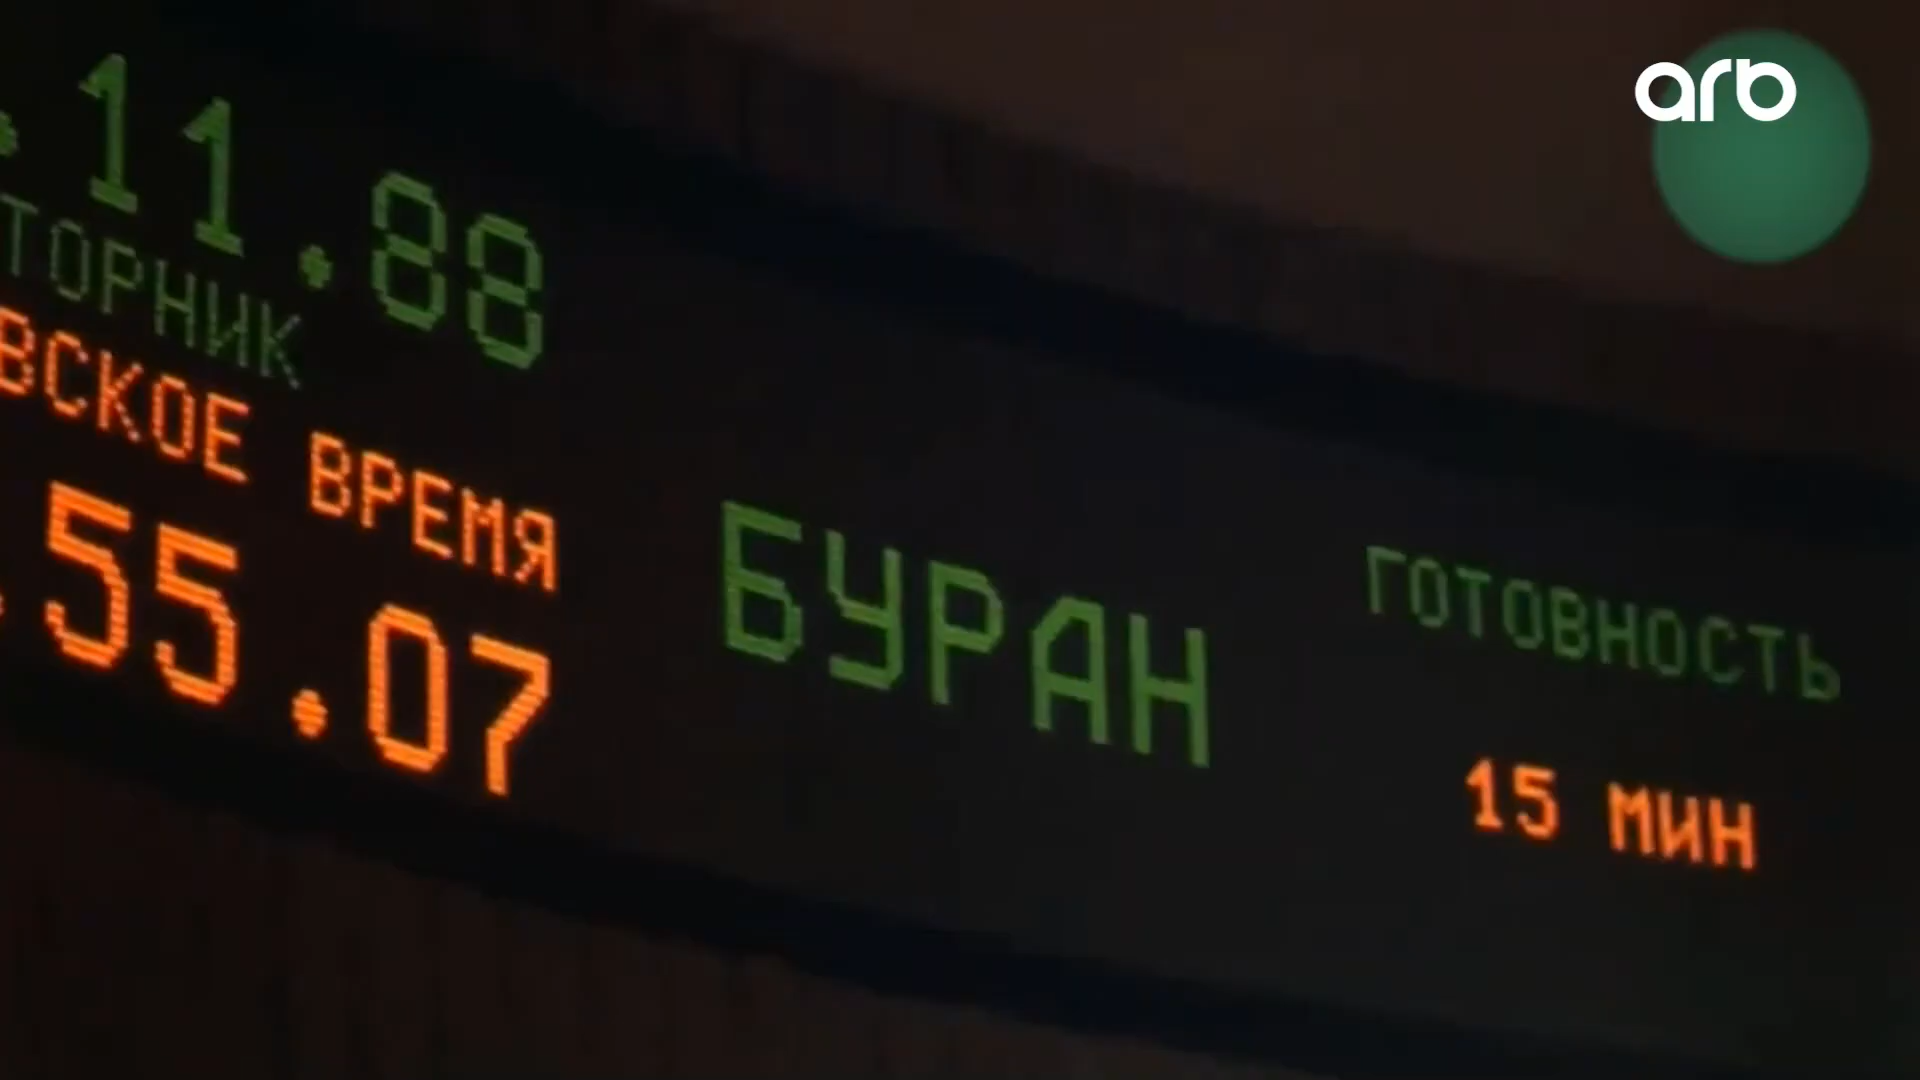 .11.88
ТОРНИК
ВСКОЕ ВРЕМЯ
.55.07
БУРАН
ГОТОВНОСТЬ
15 МИН
arb